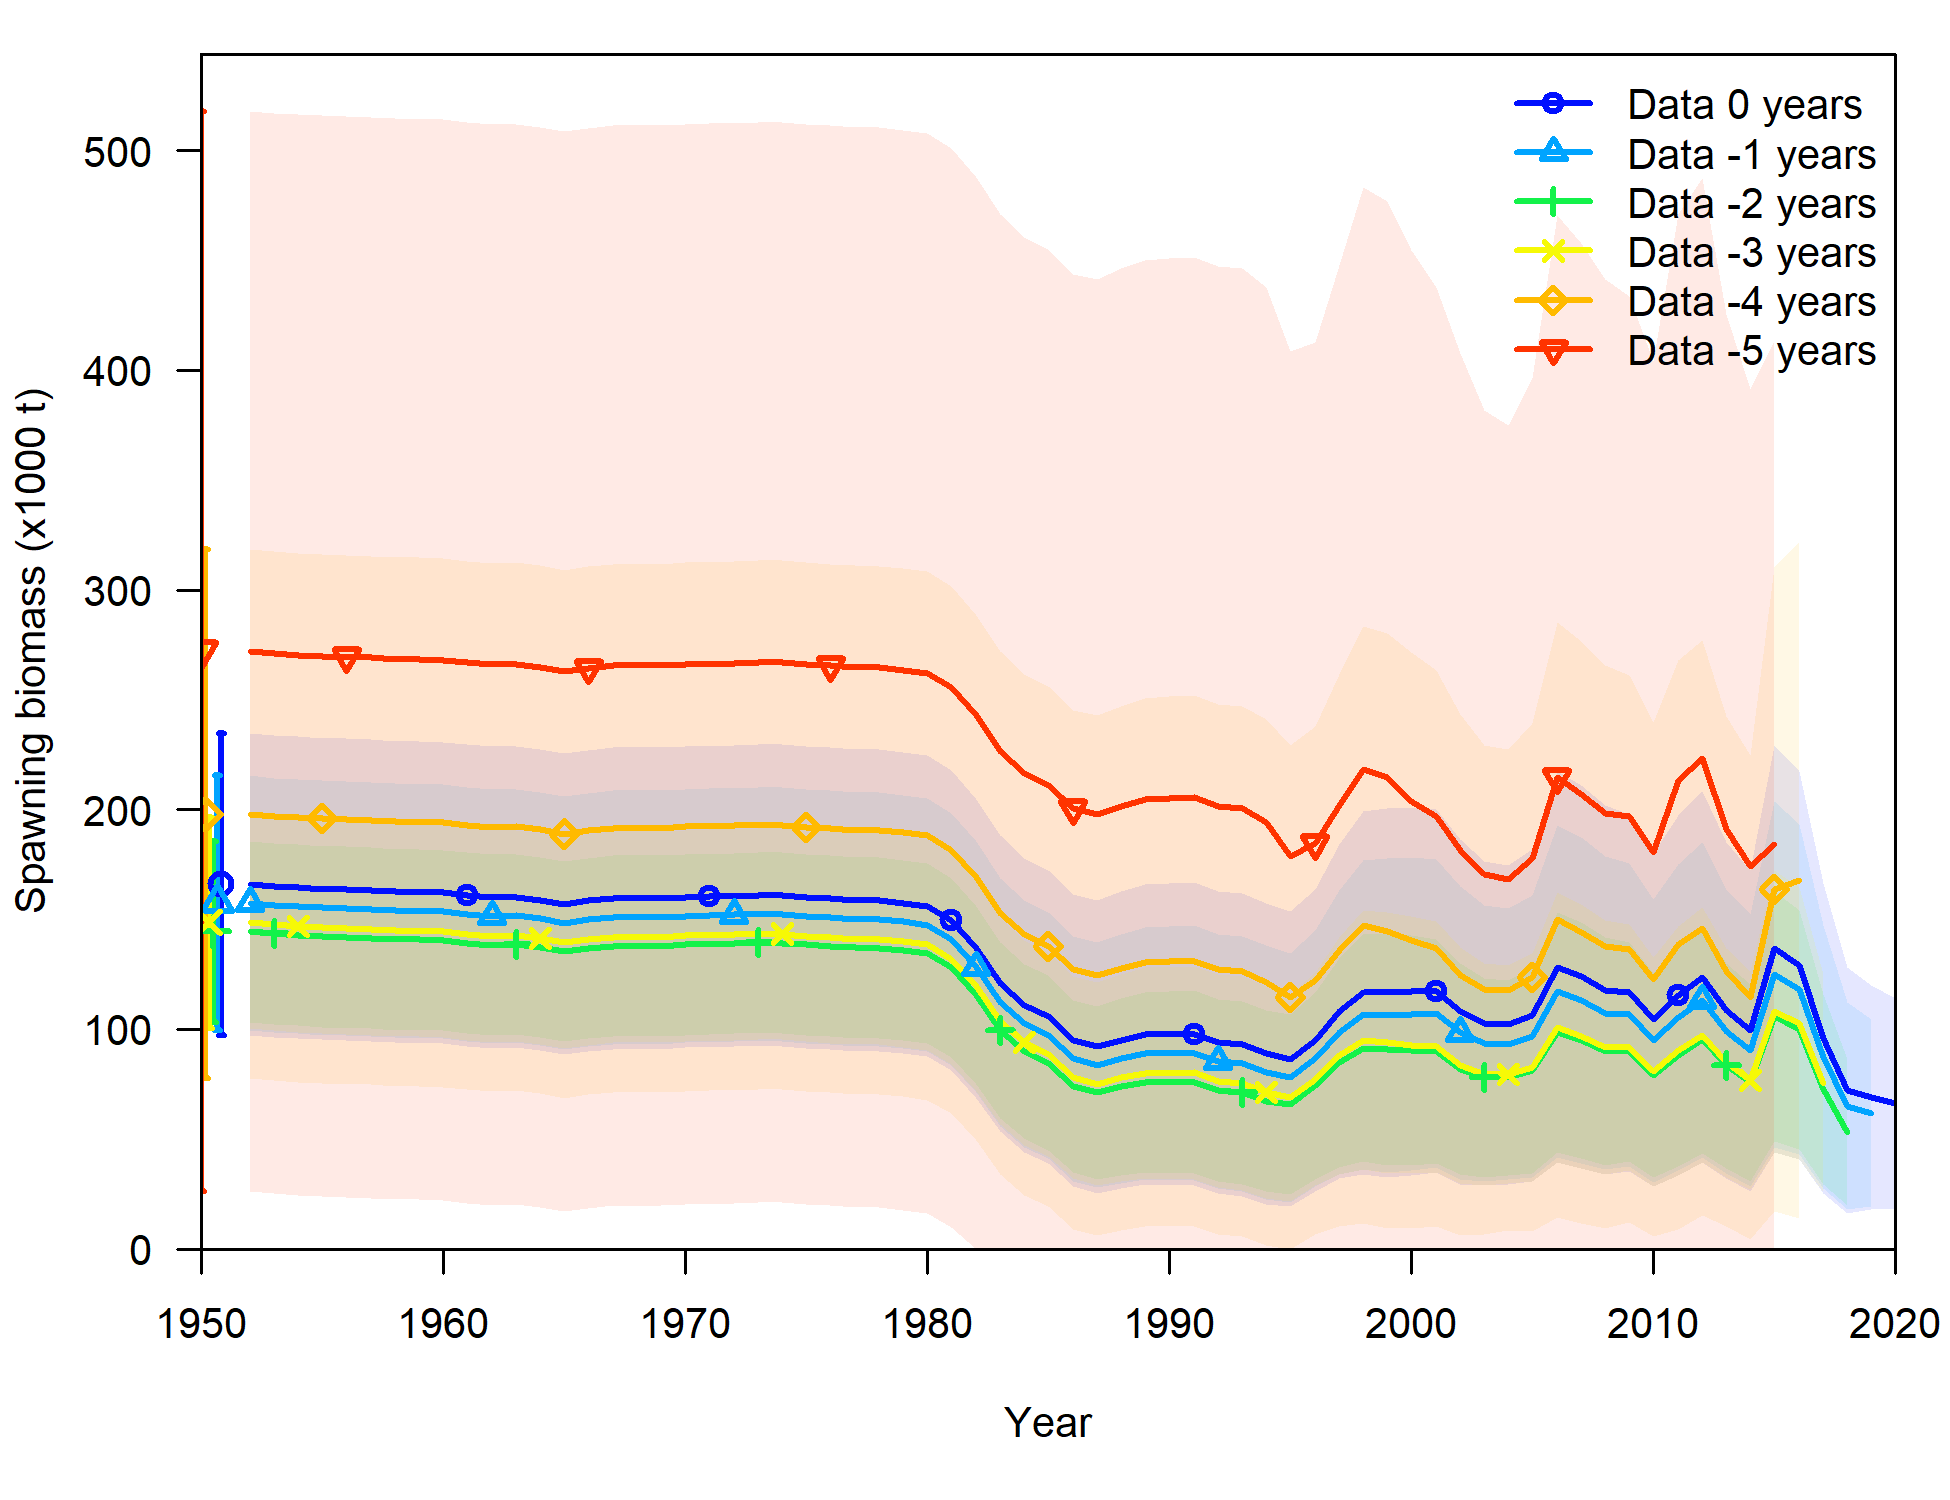 Data 0 years
Data -1 years
Data -2 years
Data -3 years
Data -4 years
Data -5 years
Spawning biomass (x1000 t)
500
400
300
200
100
0
1950 1960 1970 1980 1990 2000 2010 2020
Year